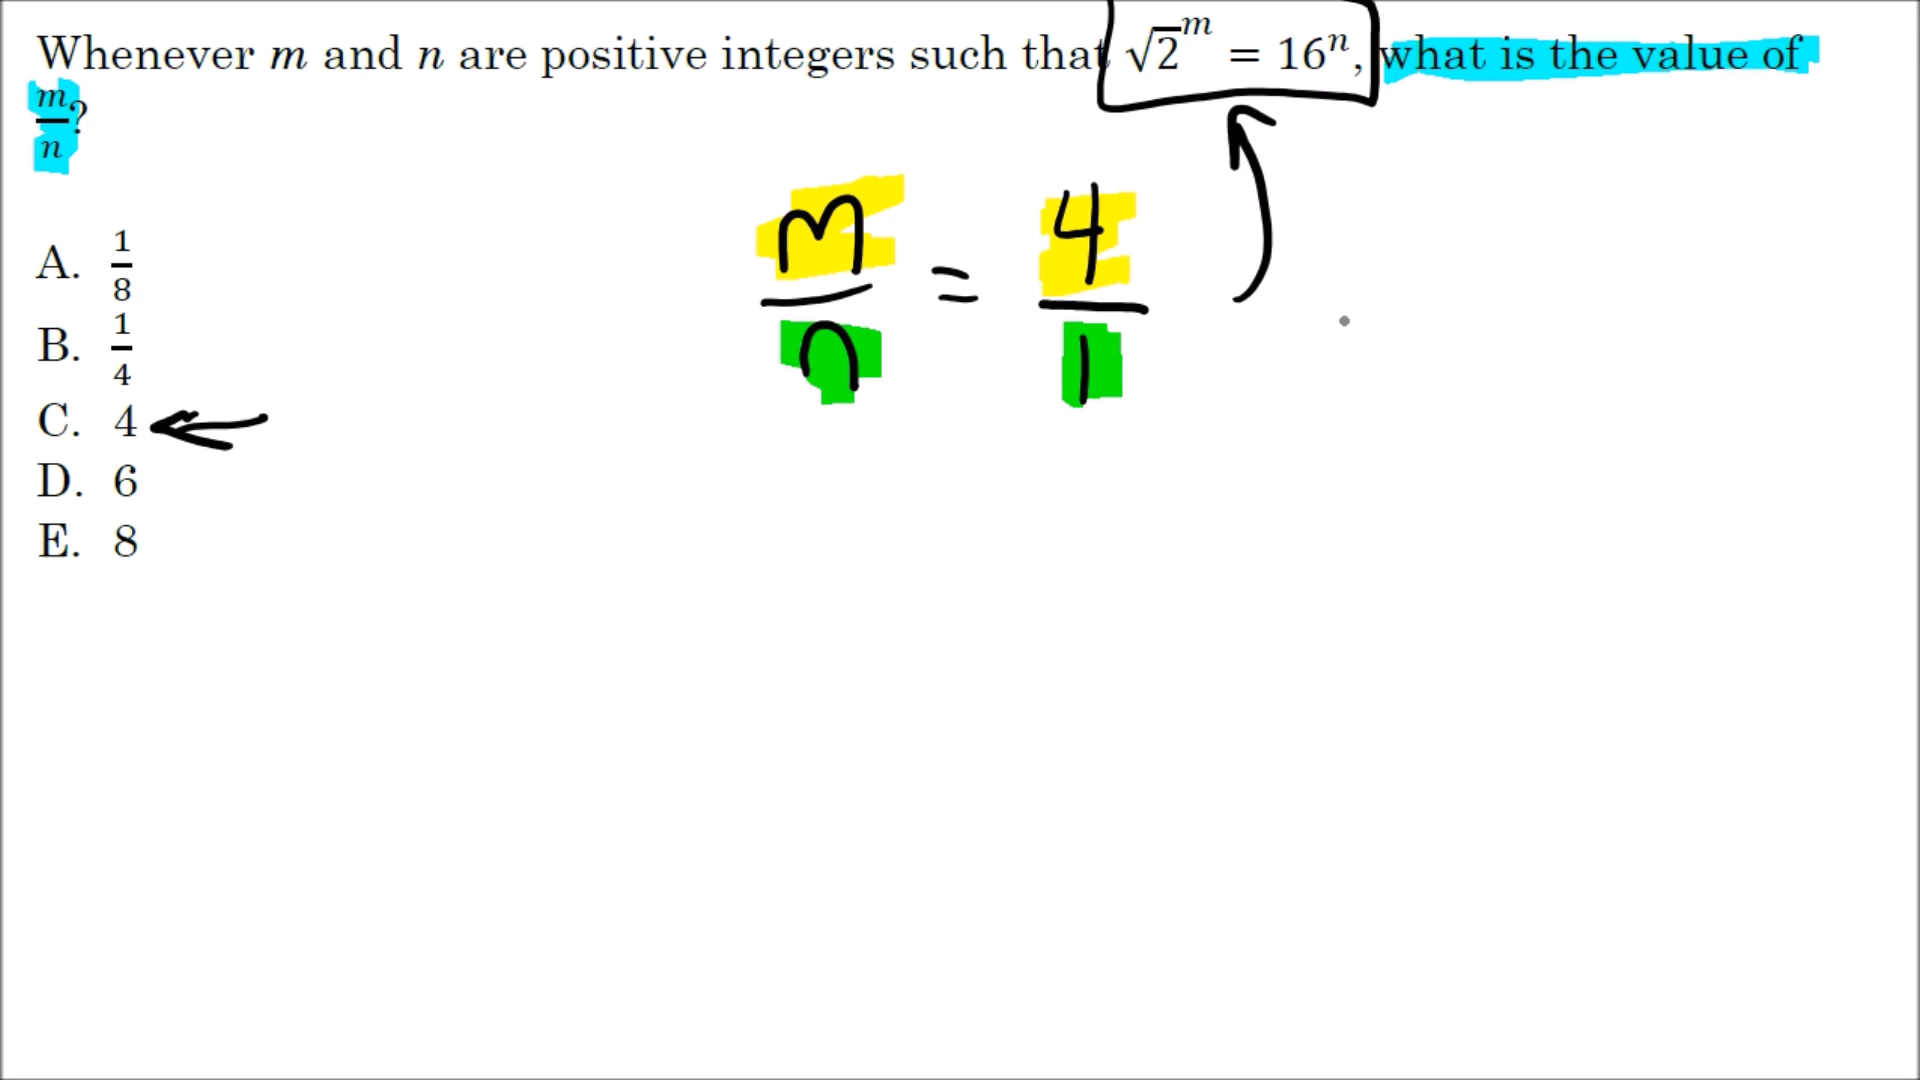 Whenever m and n are positive integers such that √2^m = 16^n, what is the value of
m/n?
m/n = 4/1
A. 1/8
B. 1/4
C. 4
D. 6
E. 8